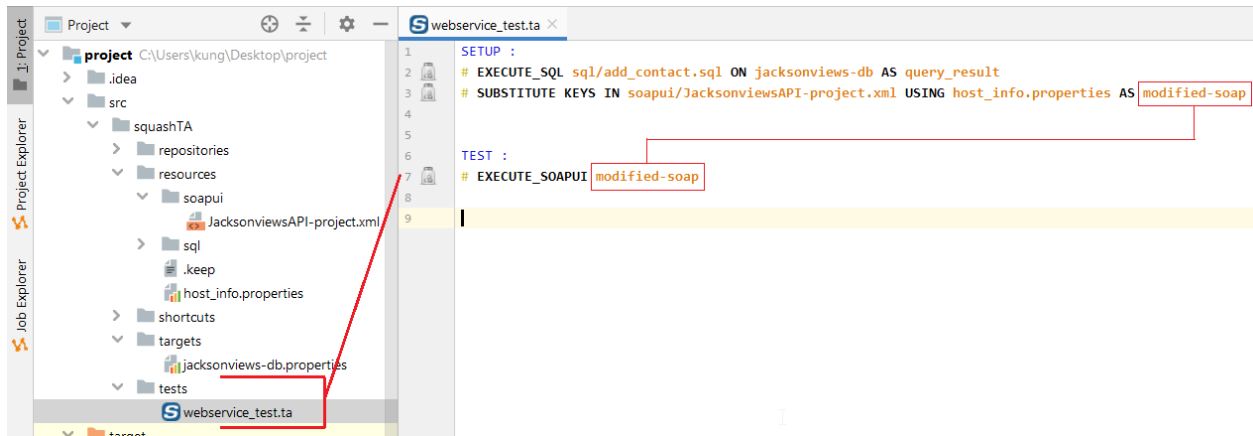 Project
webservice_test.ta
1: Project
Project Explorer
Job Explorer
project C:\Users\kung\Desktop\project
.idea
src
squashTA
repositories
resources
soapui
JacksonviewsAPI-project.xml
sql
.keep
host_info.properties
shortcuts
targets
jacksonviews-db.properties
tests
webservice_test.ta
target
1 SETUP :
2 # EXECUTE_SQL sql/add_contact.sql ON jacksonviews-db AS query_result
3 # SUBSTITUTE KEYS IN soapui/JacksonviewsAPI-project.xml USING host_info.properties AS modified-soap
4
5
6 TEST :
7 # EXECUTE_SOAPUI modified-soap
8
9